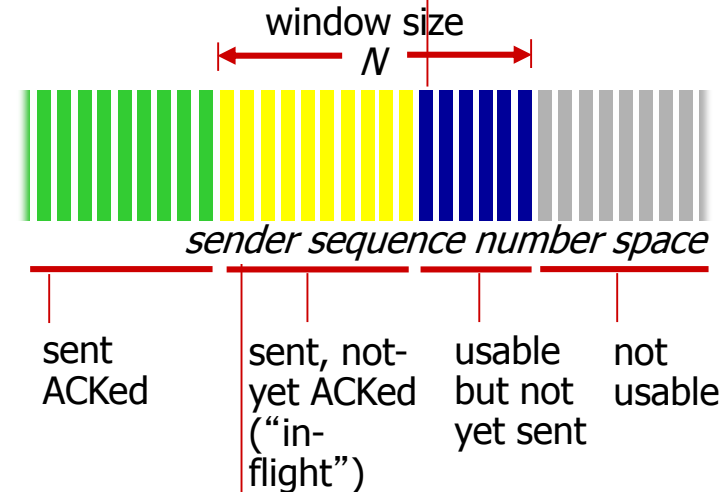 window size
N
sender sequence number space
sent
ACKed
sent, not-
yet ACKed
(“in-
flight”)
usable
but not
yet sent
not
usable